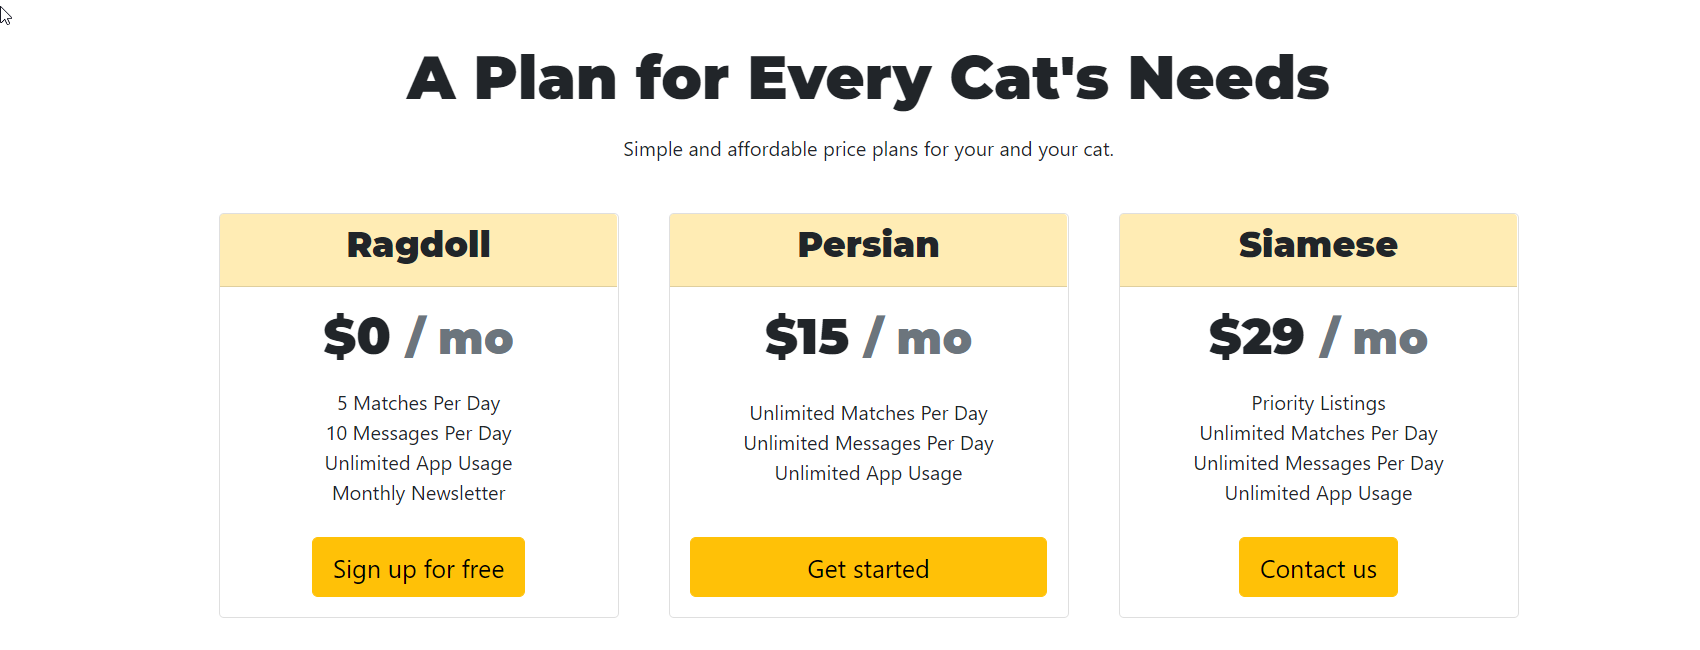 A Plan for Every Cat's Needs
Simple and affordable price plans for your and your cat.
Ragdoll
$0 / mo
5 Matches Per Day
10 Messages Per Day
Unlimited App Usage
Monthly Newsletter
Sign up for free
Persian
$15 / mo
Unlimited Matches Per Day
Unlimited Messages Per Day
Unlimited App Usage
Get started
Siamese
$29 / mo
Priority Listings
Unlimited Matches Per Day
Unlimited Messages Per Day
Unlimited App Usage
Contact us